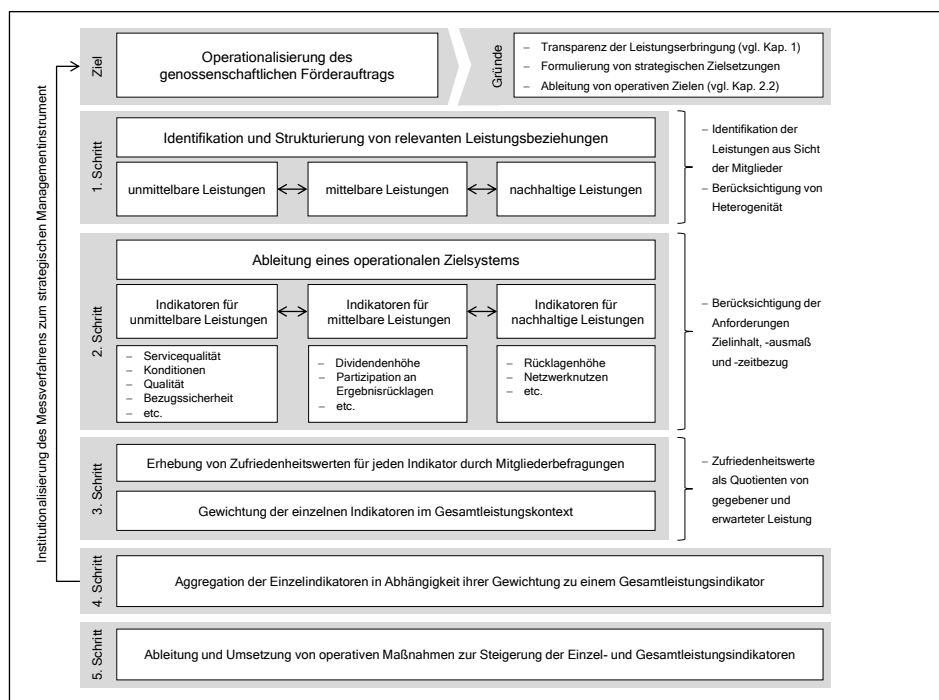 Institutionalisierung des Messverfahrens zum strategischen Managementinstrument
Ziel
Operationalisierung des
genossenschaftlichen Förderauftrags
Gründe
– Transparenz der Leistungserbringung (vgl. Kap. 1)
– Formulierung von strategischen Zielsetzungen
– Ableitung von operativen Zielen (vgl. Kap. 2.2)
1. Schritt
Identifikation und Strukturierung von relevanten Leistungsbeziehungen
unmittelbare Leistungen
mittelbare Leistungen
nachhaltige Leistungen
– Identifikation der
Leistungen aus Sicht
der Mitglieder
– Berücksichtigung von
Heterogenität
2. Schritt
Ableitung eines operationalen Zielsystems
Indikatoren für
unmittelbare Leistungen
Indikatoren für
mittelbare Leistungen
Indikatoren für
nachhaltige Leistungen
– Servicequalität
– Konditionen
– Qualität
– Bezugssicherheit
– etc.
– Dividendenhöhe
– Partizipation an
Ergebnisrücklagen
– etc.
– Rücklagenhöhe
– Netzwerknutzen
– etc.
– Berücksichtigung der
Anforderungen
Zielinhalt, -ausmaß
und -zeitbezug
3. Schritt
Erhebung von Zufriedenheitswerten für jeden Indikator durch Mitgliederbefragungen
Gewichtung der einzelnen Indikatoren im Gesamtleistungskontext
– Zufriedenheitswerte
als Quotienten von
gegebener und
erwarteter Leistung
4. Schritt
Aggregation der Einzelindikatoren in Abhängigkeit ihrer Gewichtung zu einem Gesamtleistungsindikator
5. Schritt
Ableitung und Umsetzung von operativen Maßnahmen zur Steigerung der Einzel- und Gesamtleistungsindikatoren